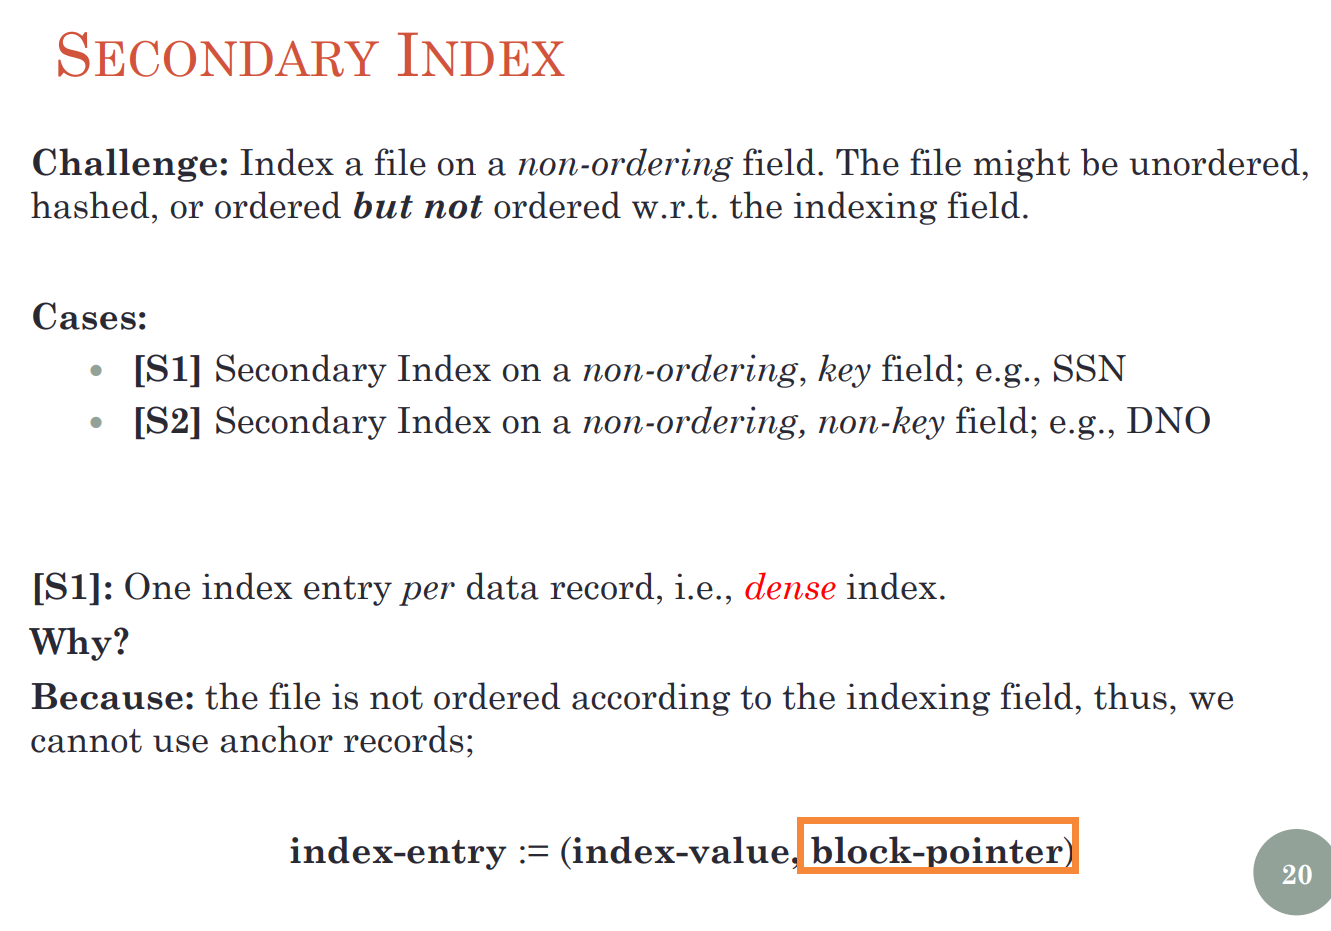 SECONDARY INDEX
Challenge: Index a file on a non-ordering field. The file might be unordered,
hashed, or ordered but not ordered w.r.t. the indexing field.
Cases:
• [S1] Secondary Index on a non-ordering, key field; e.g., SSN
• [S2] Secondary Index on a non-ordering, non-key field; e.g., DNO
[S1]: One index entry per data record, i.e., dense index.
Why?
Because: the file is not ordered according to the indexing field, thus, we
cannot use anchor records;
index-entry := (index-value, block-pointer)
20